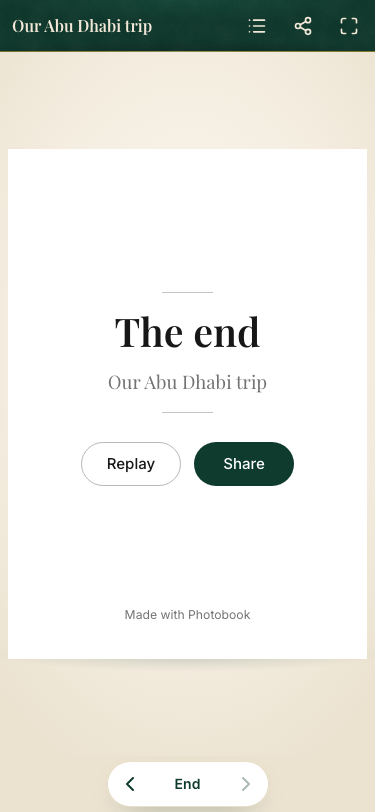 Our Abu Dhabi trip
The end
Our Abu Dhabi trip
Replay
Share
Made with Photobook
End